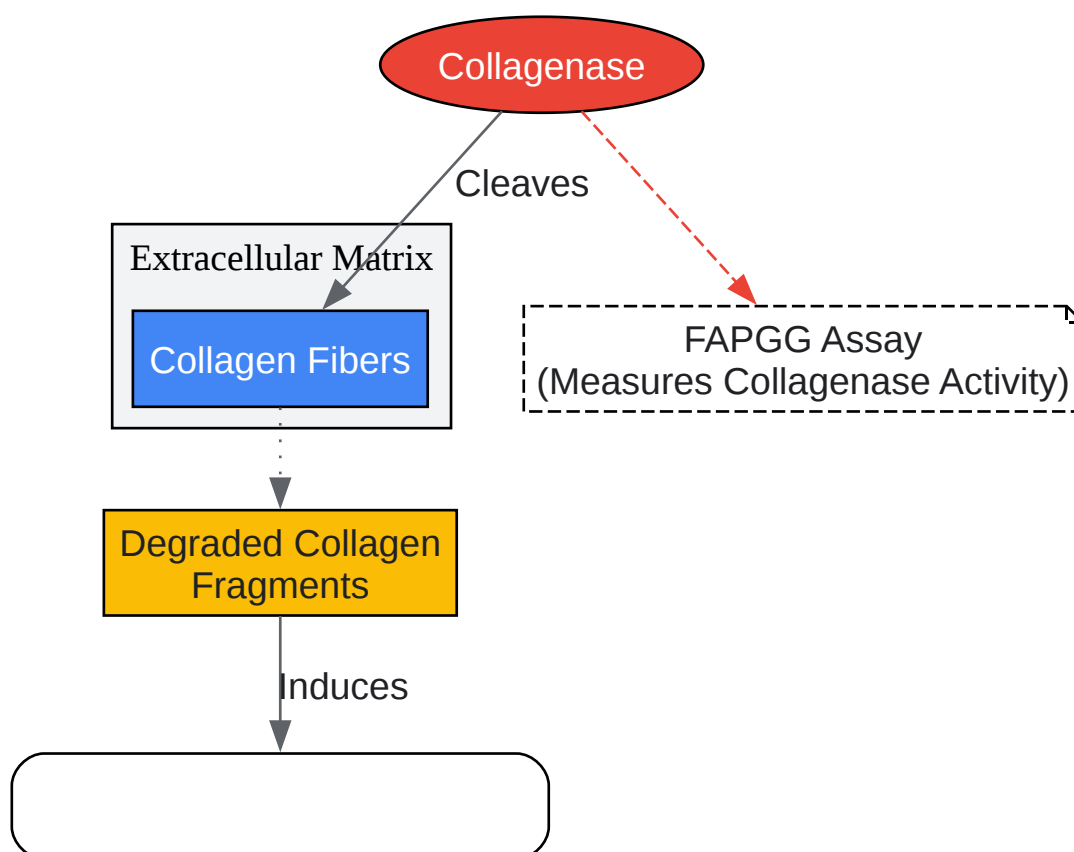 Collagenase
Cleaves
Extracellular Matrix
Collagen Fibers
FAPGG Assay
(Measures Collagenase Activity)
Degraded Collagen
Fragments
Induces